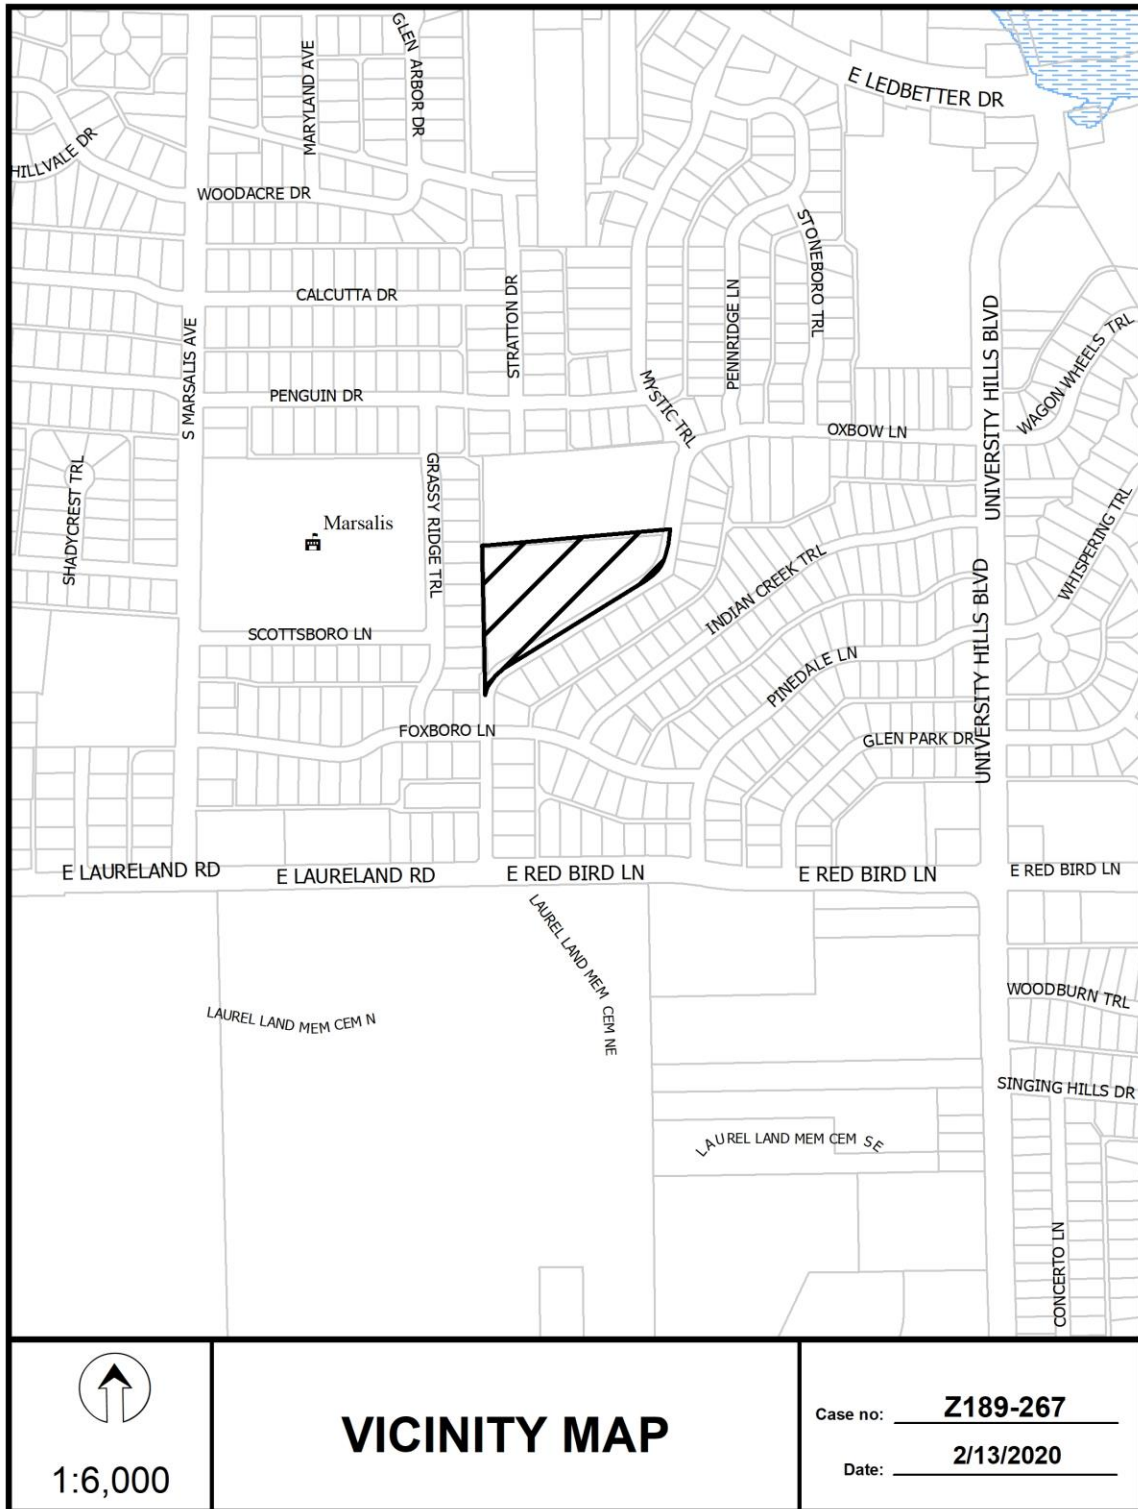 GLEN ARBOR DR
MARYLAND AVE
E LEDBETTER DR
HILLVALE DR
WOODACRE DR
STONEBORO TRL
CALCUTTA DR
STRATTON DR
PENNRIDGE LN
UNIVERSITY HILLS BLVD
WAGON WHEELS TRL
S MARSALIS AVE
PENGUIN DR
MYSTIC TRL
OXBOW LN
SHADYCREST TRL
GRASSY RIDGE TRL
Marsalis
WHISPERING TRL
INDIAN CREEK TRL
UNIVERSITY HILLS BLVD
SCOTTSBORO LN
PINEDALE LN
FOXBORO LN
GLEN PARK DR
E LAURELAND RD
E LAURELAND RD
E RED BIRD LN
E RED BIRD LN
E RED BIRD LN
LAUREL LAND MEM CEM NE
LAUREL LAND MEM CEM N
WOODBURN TRL
SINGING HILLS DR
LAUREL LAND MEM CEM SE
CONCERTO LN
1:6,000
VICINITY MAP
Case no: Z189-267
Date: 2/13/2020